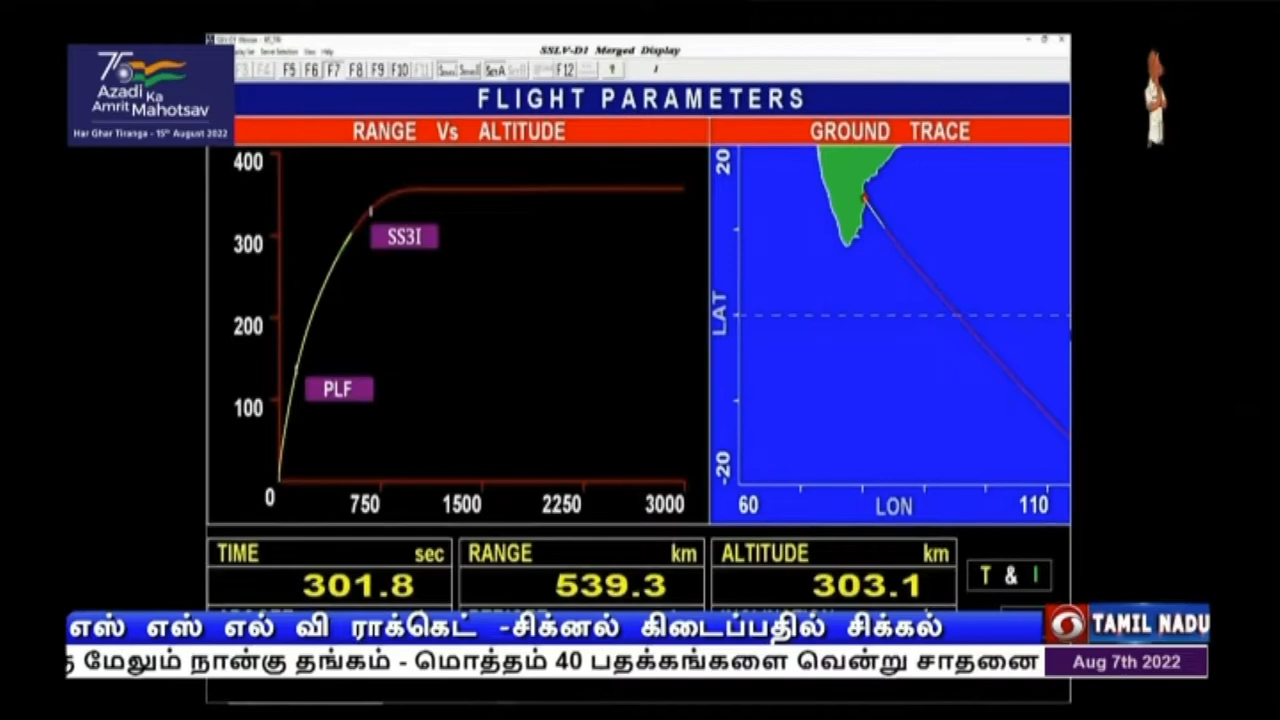 SSLV-D1 Merged Display
F5 F6 F7 F8 F9 F10 F12
FLIGHT PARAMETERS
75
Azadi Ka
Amrit Mahotsav
Har Ghar Tiranga - 15th August 2022
RANGE Vs ALTITUDE
GROUND TRACE
400
300
200
100
0
750 1500 2250 3000
SS3I
PLF
20
LAT
-20
60 LON 110
TIME sec
301.8
RANGE km
539.3
ALTITUDE km
303.1
T & I
எஸ் எஸ் எல் வி ராக்கெட் -சிக்னல் கிடைப்பதில் சிக்கல்
TAMIL NADU
மேலும் நான்கு தங்கம் - மொத்தம் 40 பதக்கங்களை வென்று சாதனை
Aug 7th 2022